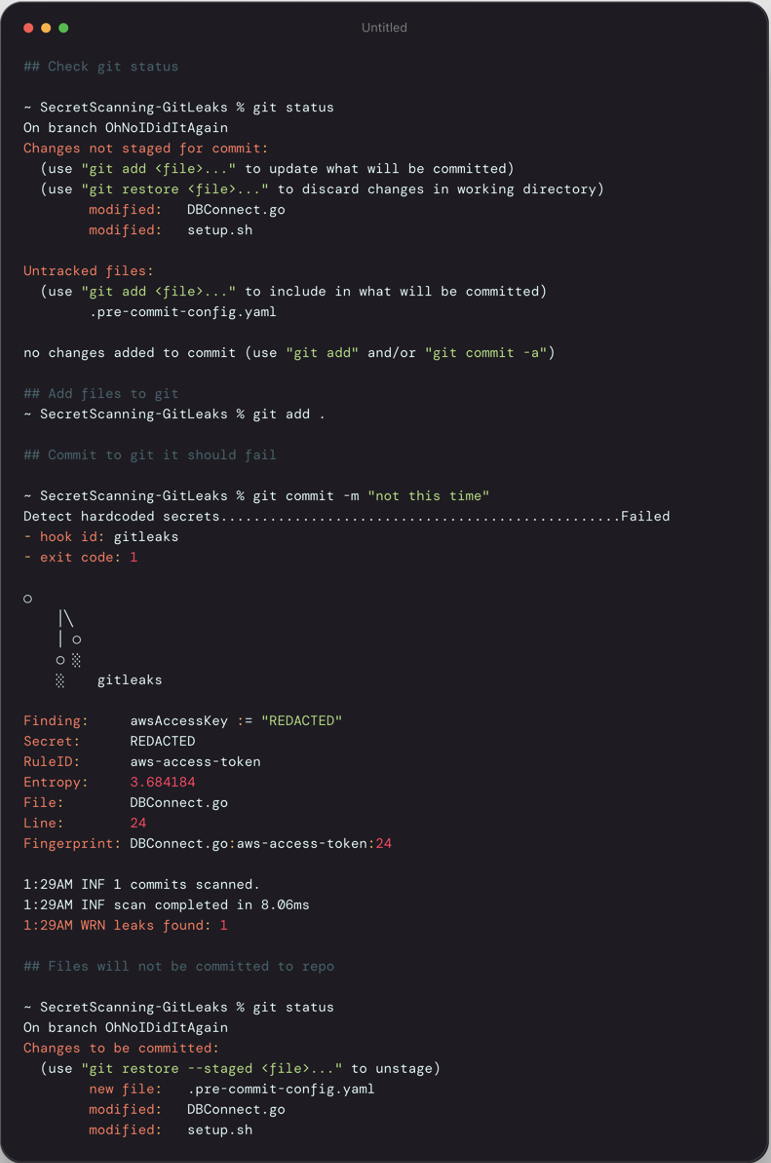 Untitled
## Check git status
~ SecretScanning-GitLeaks % git status
On branch OhNoIDidItAgain
Changes not staged for commit:
  (use "git add <file>..." to update what will be committed)
  (use "git restore <file>..." to discard changes in working directory)
        modified:   DBConnect.go
        modified:   setup.sh
Untracked files:
  (use "git add <file>..." to include in what will be committed)
        .pre-commit-config.yaml
no changes added to commit (use "git add" and/or "git commit -a")
## Add files to git
~ SecretScanning-GitLeaks % git add .
## Commit to git it should fail
~ SecretScanning-GitLeaks % git commit -m "not this time"
Detect hardcoded secrets.................................................Failed
- hook id: gitleaks
- exit code: 1
○
    │╲
    │ ○
    ○ ░
    ░    gitleaks
Finding:     awsAccessKey := "REDACTED"
Secret:      REDACTED
RuleID:      aws-access-token
Entropy:     3.684184
File:        DBConnect.go
Line:        24
Fingerprint: DBConnect.go:aws-access-token:24
1:29AM INF 1 commits scanned.
1:29AM INF scan completed in 8.06ms
1:29AM WRN leaks found: 1
## Files will not be committed to repo
~ SecretScanning-GitLeaks % git status
On branch OhNoIDidItAgain
Changes to be committed:
  (use "git restore --staged <file>..." to unstage)
        new file:   .pre-commit-config.yaml
        modified:   DBConnect.go
        modified:   setup.sh